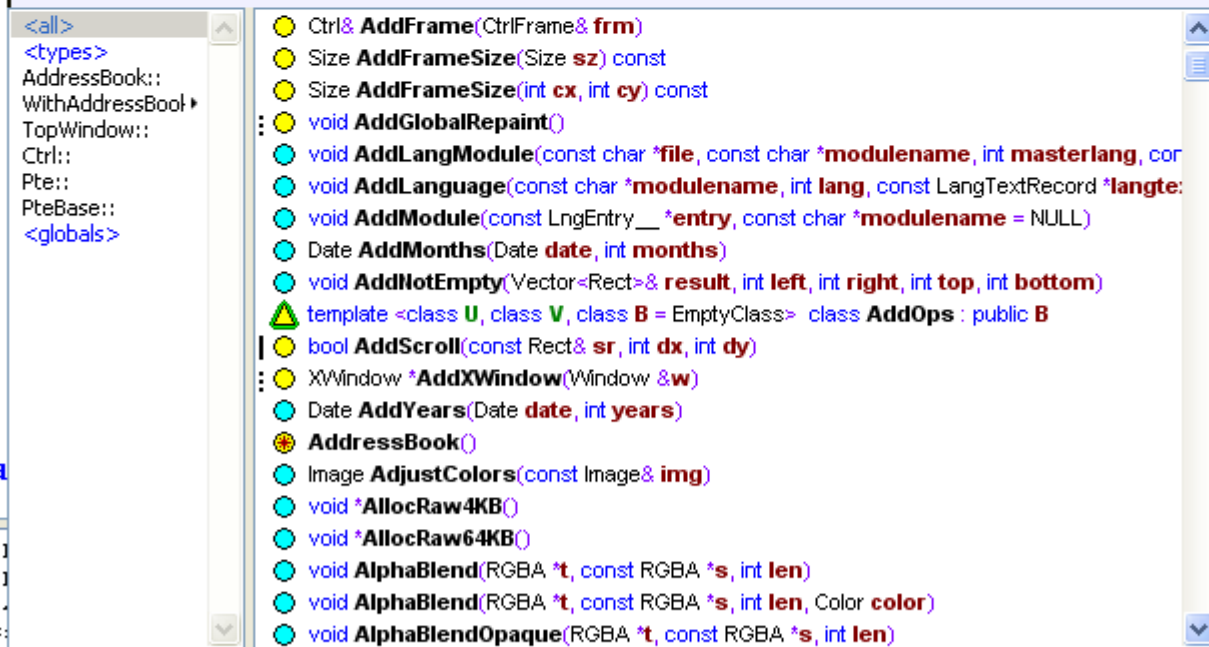 <all>
<types>
AddressBook::
WithAddressBook
TopWindow::
Ctrl::
Pte::
PteBase::
<globals>
Ctrl& AddFrame(CtrlFrame& frm)
Size AddFrameSize(Size sz) const
Size AddFrameSize(int cx, int cy) const
void AddGlobalRepaint()
void AddLangModule(const char *file, const char *modulename, int masterlang, cor
void AddLanguage(const char *modulename, int lang, const LangTextRecord *langte
void AddModule(const LngEntry__ *entry, const char *modulename = NULL)
Date AddMonths(Date date, int months)
void AddNotEmpty(Vector<Rect>& result, int left, int right, int top, int bottom)
template <class U, class V, class B = EmptyClass> class AddOps : public B
bool AddScroll(const Rect& sr, int dx, int dy)
XWindow *AddXWindow(Window &w)
Date AddYears(Date date, int years)
AddressBook()
Image AdjustColors(const Image& img)
void *AllocRaw4KB()
void *AllocRaw64KB()
void AlphaBlend(RGBA *t, const RGBA *s, int len)
void AlphaBlend(RGBA *t, const RGBA *s, int len, Color color)
void AlphaBlendOpaque(RGBA *t, const RGBA *s, int len)